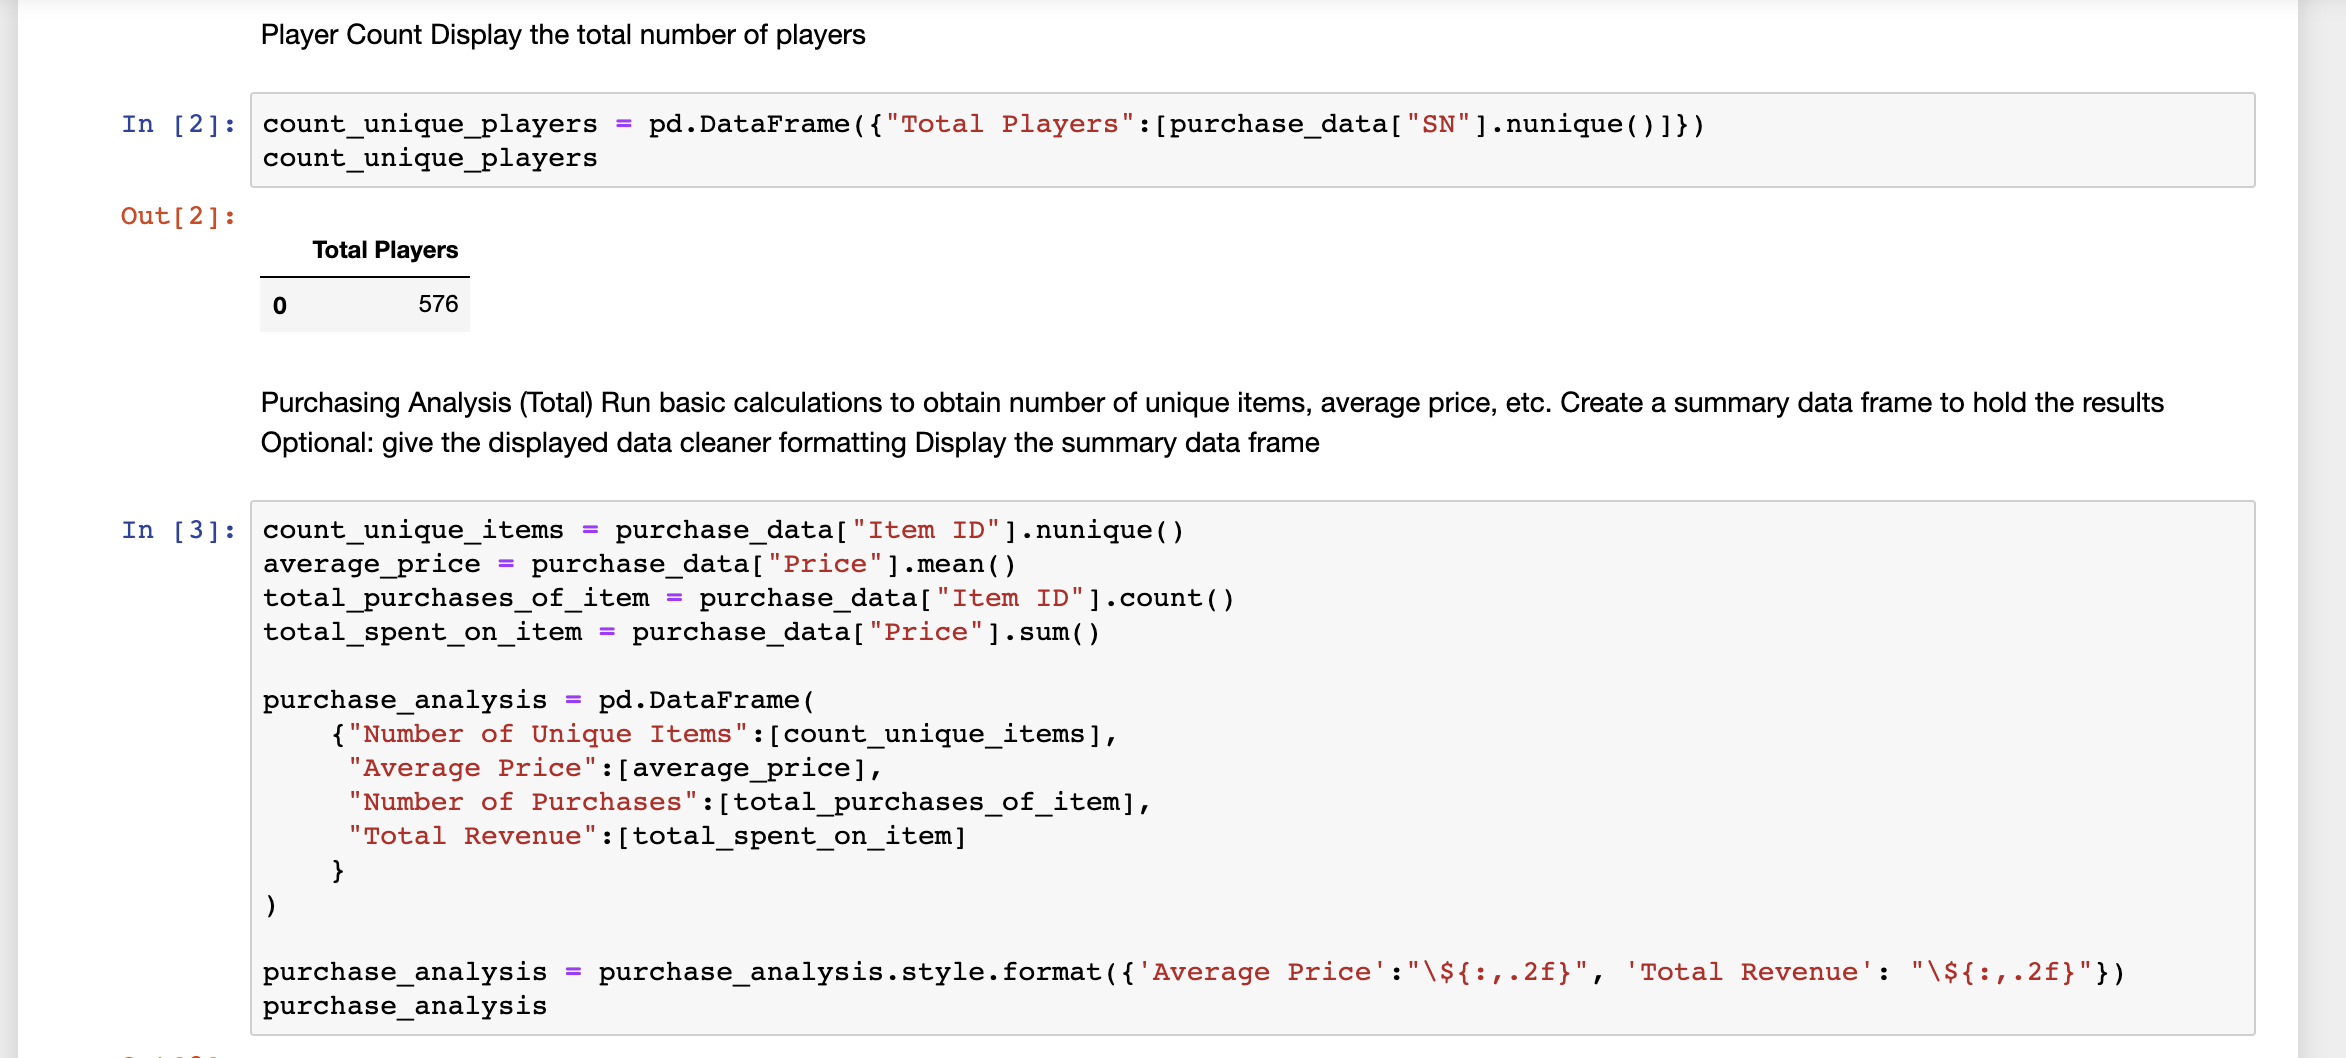 Player Count Display the total number of players
In [2]: count_unique_players = pd.DataFrame({"Total Players":[purchase_data["SN"].nunique()]})
count_unique_players
Out[2]:
Total Players
0 576
Purchasing Analysis (Total) Run basic calculations to obtain number of unique items, average price, etc. Create a summary data frame to hold the results
Optional: give the displayed data cleaner formatting Display the summary data frame
In [3]: count_unique_items = purchase_data["Item ID"].nunique()
average_price = purchase_data["Price"].mean()
total_purchases_of_item = purchase_data["Item ID"].count()
total_spent_on_item = purchase_data["Price"].sum()
purchase_analysis = pd.DataFrame(
{"Number of Unique Items":[count_unique_items],
"Average Price":[average_price],
"Number of Purchases":[total_purchases_of_item],
"Total Revenue":[total_spent_on_item]
}
)
purchase_analysis = purchase_analysis.style.format({'Average Price':"\${:,.2f}", 'Total Revenue': "\${:,.2f}"})
purchase_analysis